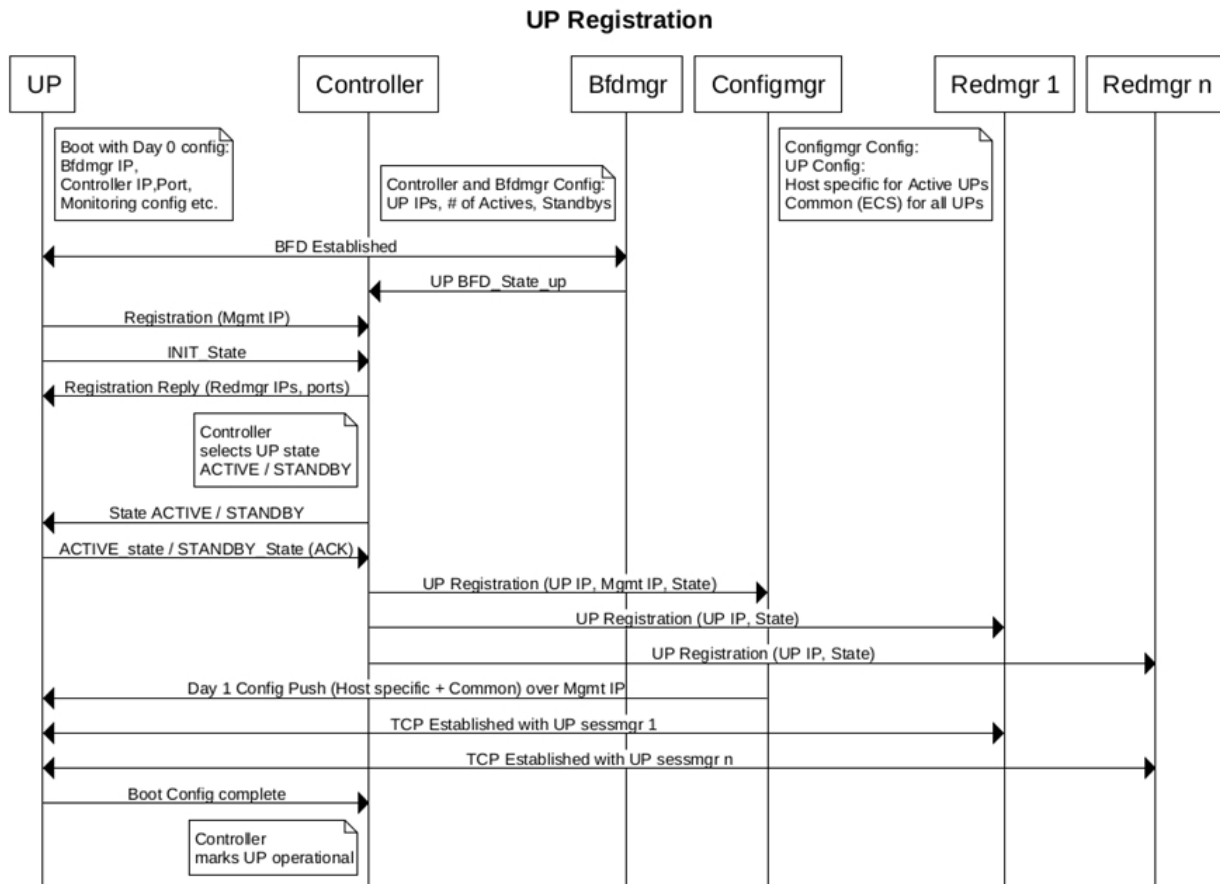 UP Registration
UP
Controller
Bfdmgr
Configmgr
Redmgr 1
Redmgr n
Boot with Day 0 config:
Bfdmgr IP,
Controller IP,Port,
Monitoring config etc.
Controller and Bfdmgr Config:
UP IPs, # of Actives, Standbys
Configmgr Config:
UP Config:
Host specific for Active UPs
Common (ECS) for all UPs
BFD Established
UP BFD_State_up
Registration (Mgmt IP)
INIT_State
Registration Reply (Redmgr IPs, ports)
Controller
selects UP state
ACTIVE / STANDBY
State ACTIVE / STANDBY
ACTIVE_state / STANDBY_State (ACK)
UP Registration (UP IP, Mgmt IP, State)
UP Registration (UP IP, State)
UP Registration (UP IP, State)
Day 1 Config Push (Host specific + Common) over Mgmt IP
TCP Established with UP sessmgr 1
TCP Established with UP sessmgr n
Boot Config complete
Controller
marks UP operational